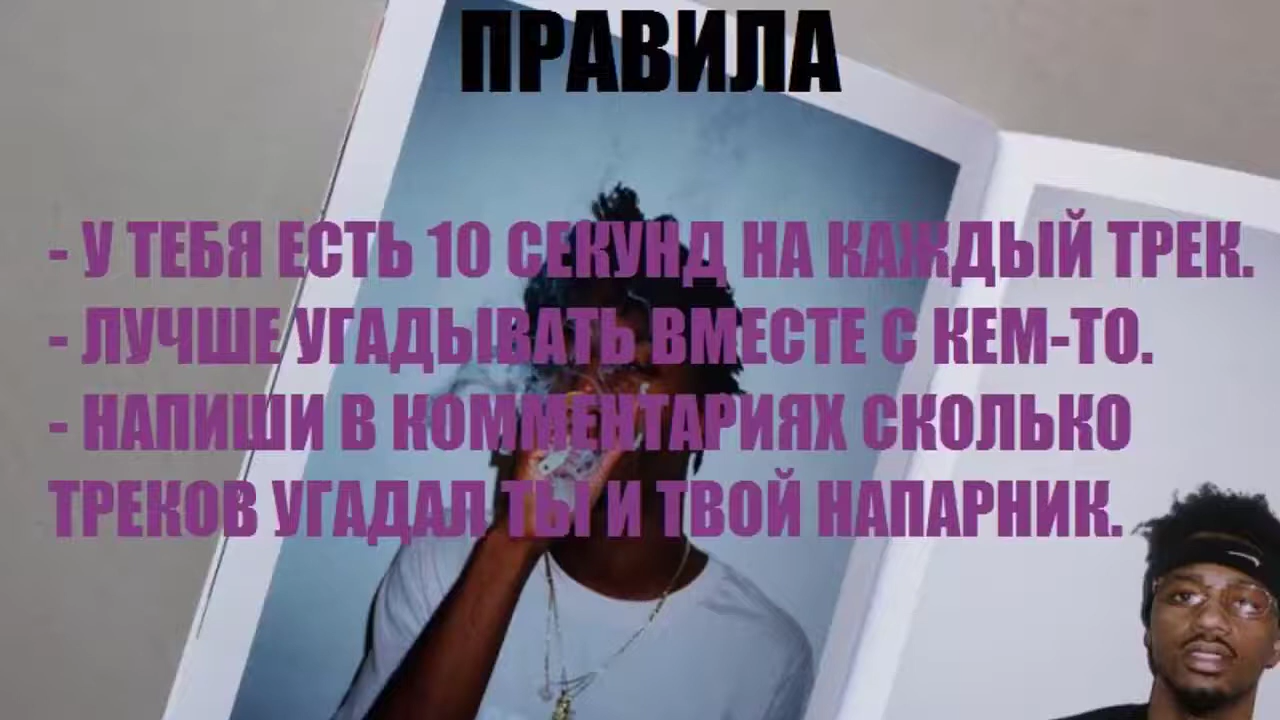 ПРАВИЛА
- У ТЕБЯ ЕСТЬ 10 СЕКУНД НА КАЖДЫЙ ТРЕК.
- ЛУЧШЕ УГАДЫВАТЬ ВМЕСТЕ С КЕМ-ТО.
- НАПИШИ В КОММЕНТАРИЯХ СКОЛЬКО
ТРЕКОВ УГАДАЛ ТЫ И ТВОЙ НАПАРНИК.